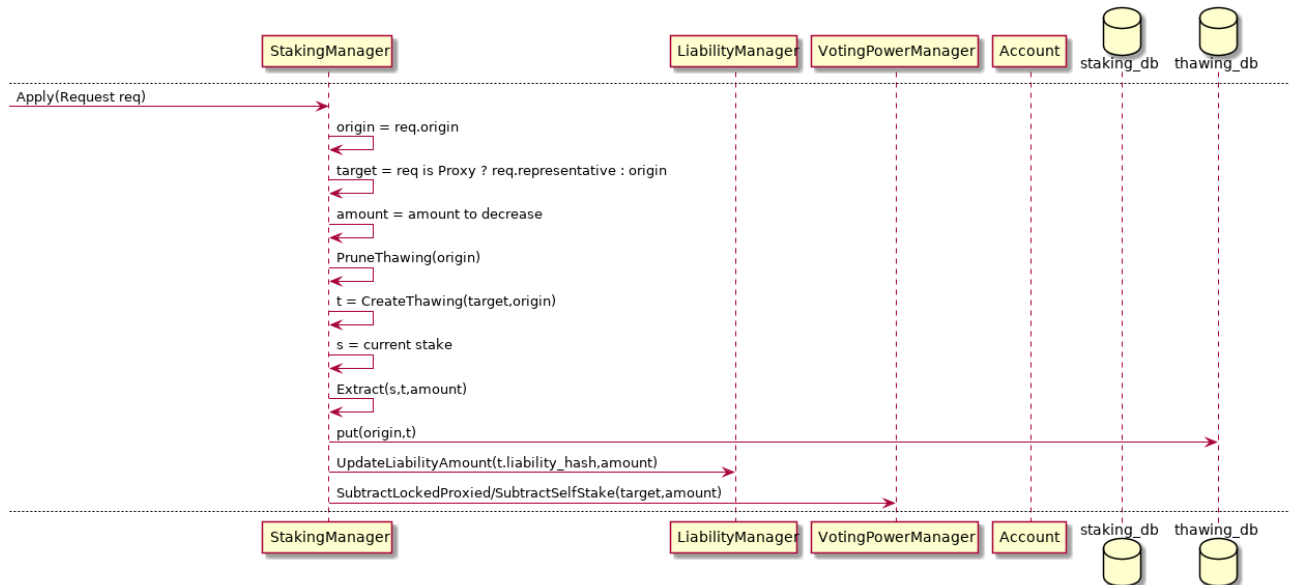 StakingManager
LiabilityManager
VotingPowerManager
Account
staking_db
thawing_db
Apply(Request req)
origin = req.origin
target = req is Proxy ? req.representative : origin
amount = amount to decrease
PruneThawing(origin)
t = CreateThawing(target,origin)
s = current stake
Extract(s,t,amount)
put(origin,t)
UpdateLiabilityAmount(t.liability_hash,amount)
SubtractLockedProxied/SubtractSelfStake(target,amount)
StakingManager
LiabilityManager
VotingPowerManager
Account
staking_db
thawing_db